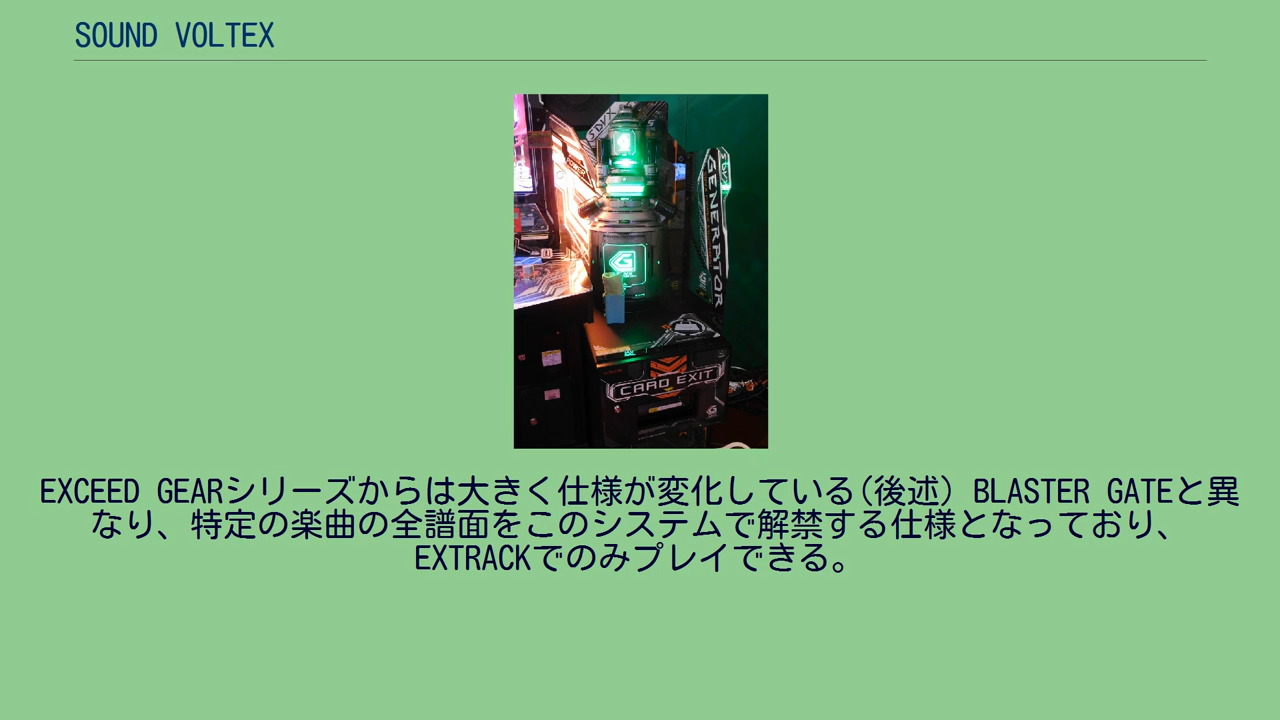 SOUND VOLTEX
SDVX
GENERATOR
CARD EXIT
EXCEED GEARシリーズからは大きく仕様が変化している(後述) BLASTER GATEと異
なり、特定の楽曲の全譜面をこのシステムで解禁する仕様となっており、
EXTRACKでのみプレイできる。